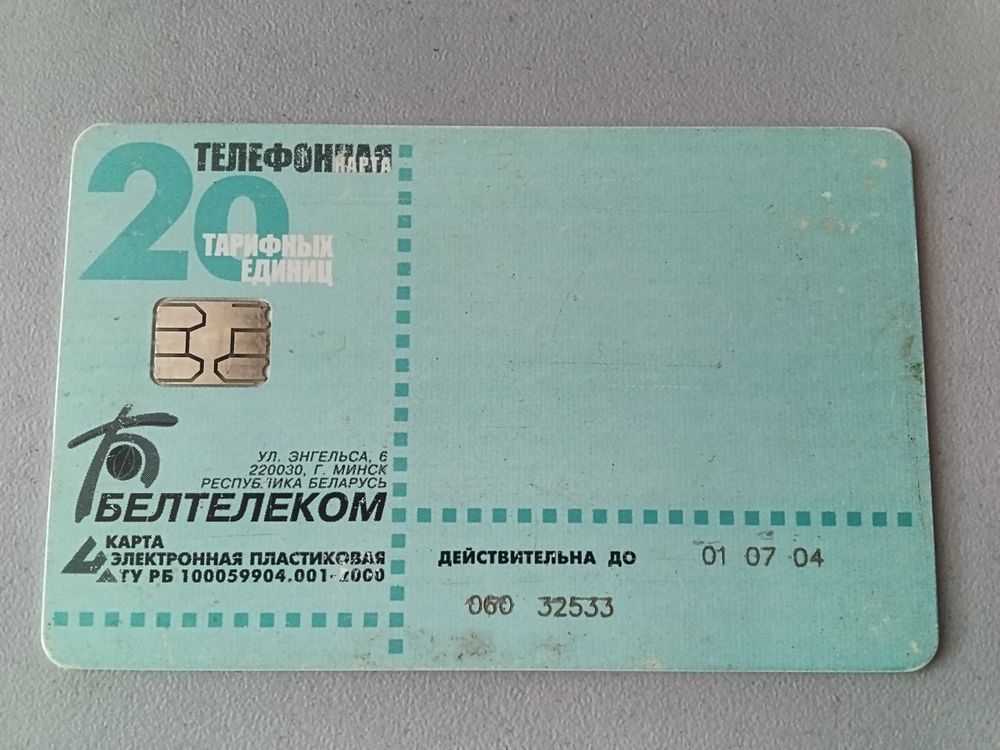 ТЕЛЕФОННАЯ
КАРТА
20
ТАРИФНЫХ
ЕДИНИЦ
УЛ. ЭНГЕЛЬСА, 6
220030, Г. МИНСК
РЕСПУБЛИКА БЕЛАРУСЬ
БЕЛТЕЛЕКОМ
КАРТА
ЭЛЕКТРОННАЯ ПЛАСТИКОВАЯ
ТУ РБ 100059904.001-2000
ДЕЙСТВИТЕЛЬНА ДО 01 07 04
060 32533